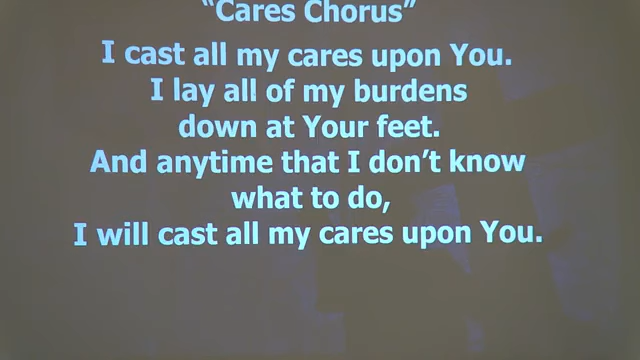 “Cares Chorus”
I cast all my cares upon You.
I lay all of my burdens
down at Your feet.
And anytime that I don’t know
what to do,
I will cast all my cares upon You.